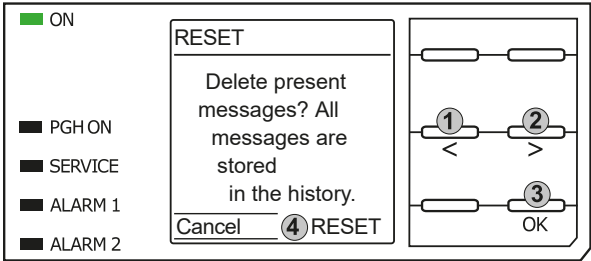 ON
PGH ON
SERVICE
ALARM 1
ALARM 2
RESET
Delete present
messages? All
messages are
stored
in the history.
Cancel 4 RESET
1 2
< >
3
OK